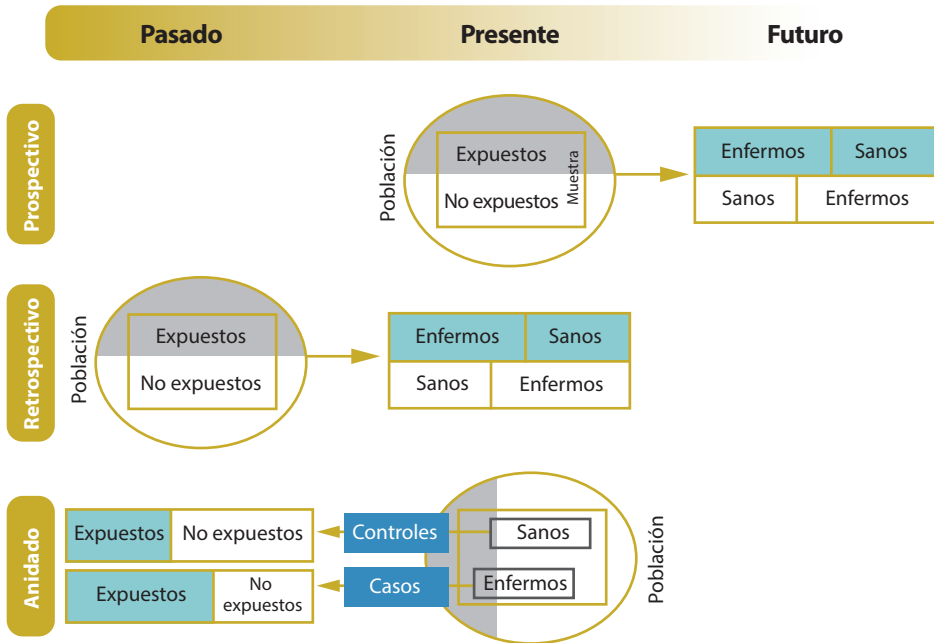 Pasado
Presente
Futuro
Prospectivo
Población
Expuestos
No expuestos
Muestra
Enfermos
Sanos
Sanos
Enfermos
Retrospectivo
Población
Expuestos
No expuestos
Enfermos
Sanos
Sanos
Enfermos
Anidado
Expuestos
No expuestos
Controles
Sanos
Expuestos
No
expuestos
Casos
Enfermos
Población